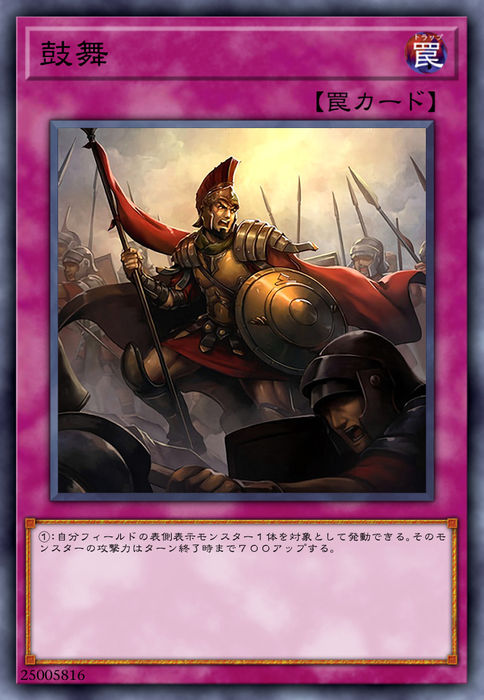 鼓舞
トラップ
罠
【罠カード】
①:自分フィールドの表側表示モンスター1体を対象として発動できる。そのモ
ンスターの攻撃力はターン終了時まで700アップする。
25005816